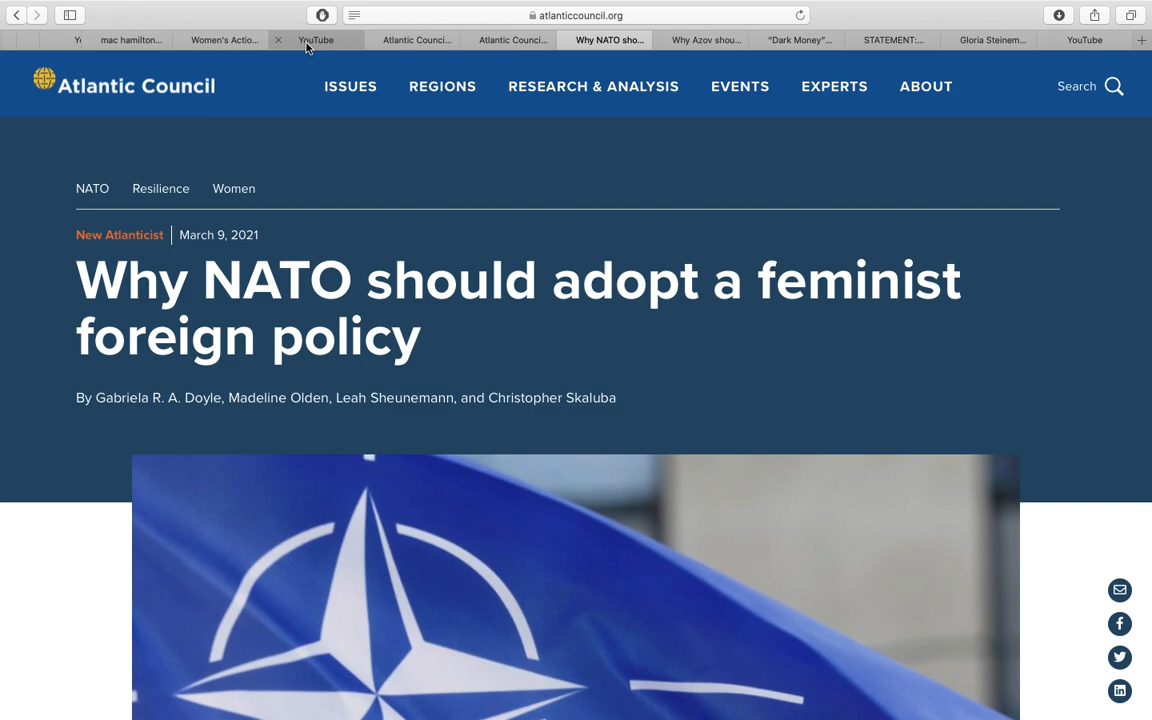 atlanticcouncil.org
mac hamilton...
Women's Actio...
YouTube
Atlantic Counci...
Atlantic Counci...
Why NATO sho...
Why Azov shou...
"Dark Money"...
STATEMENT:...
Gloria Steinem...
YouTube
Atlantic Council
ISSUES
REGIONS
RESEARCH & ANALYSIS
EVENTS
EXPERTS
ABOUT
Search
NATO
Resilience
Women
New Atlanticist
March 9, 2021
Why NATO should adopt a feminist
foreign policy
By Gabriela R. A. Doyle, Madeline Olden, Leah Sheunemann, and Christopher Skaluba